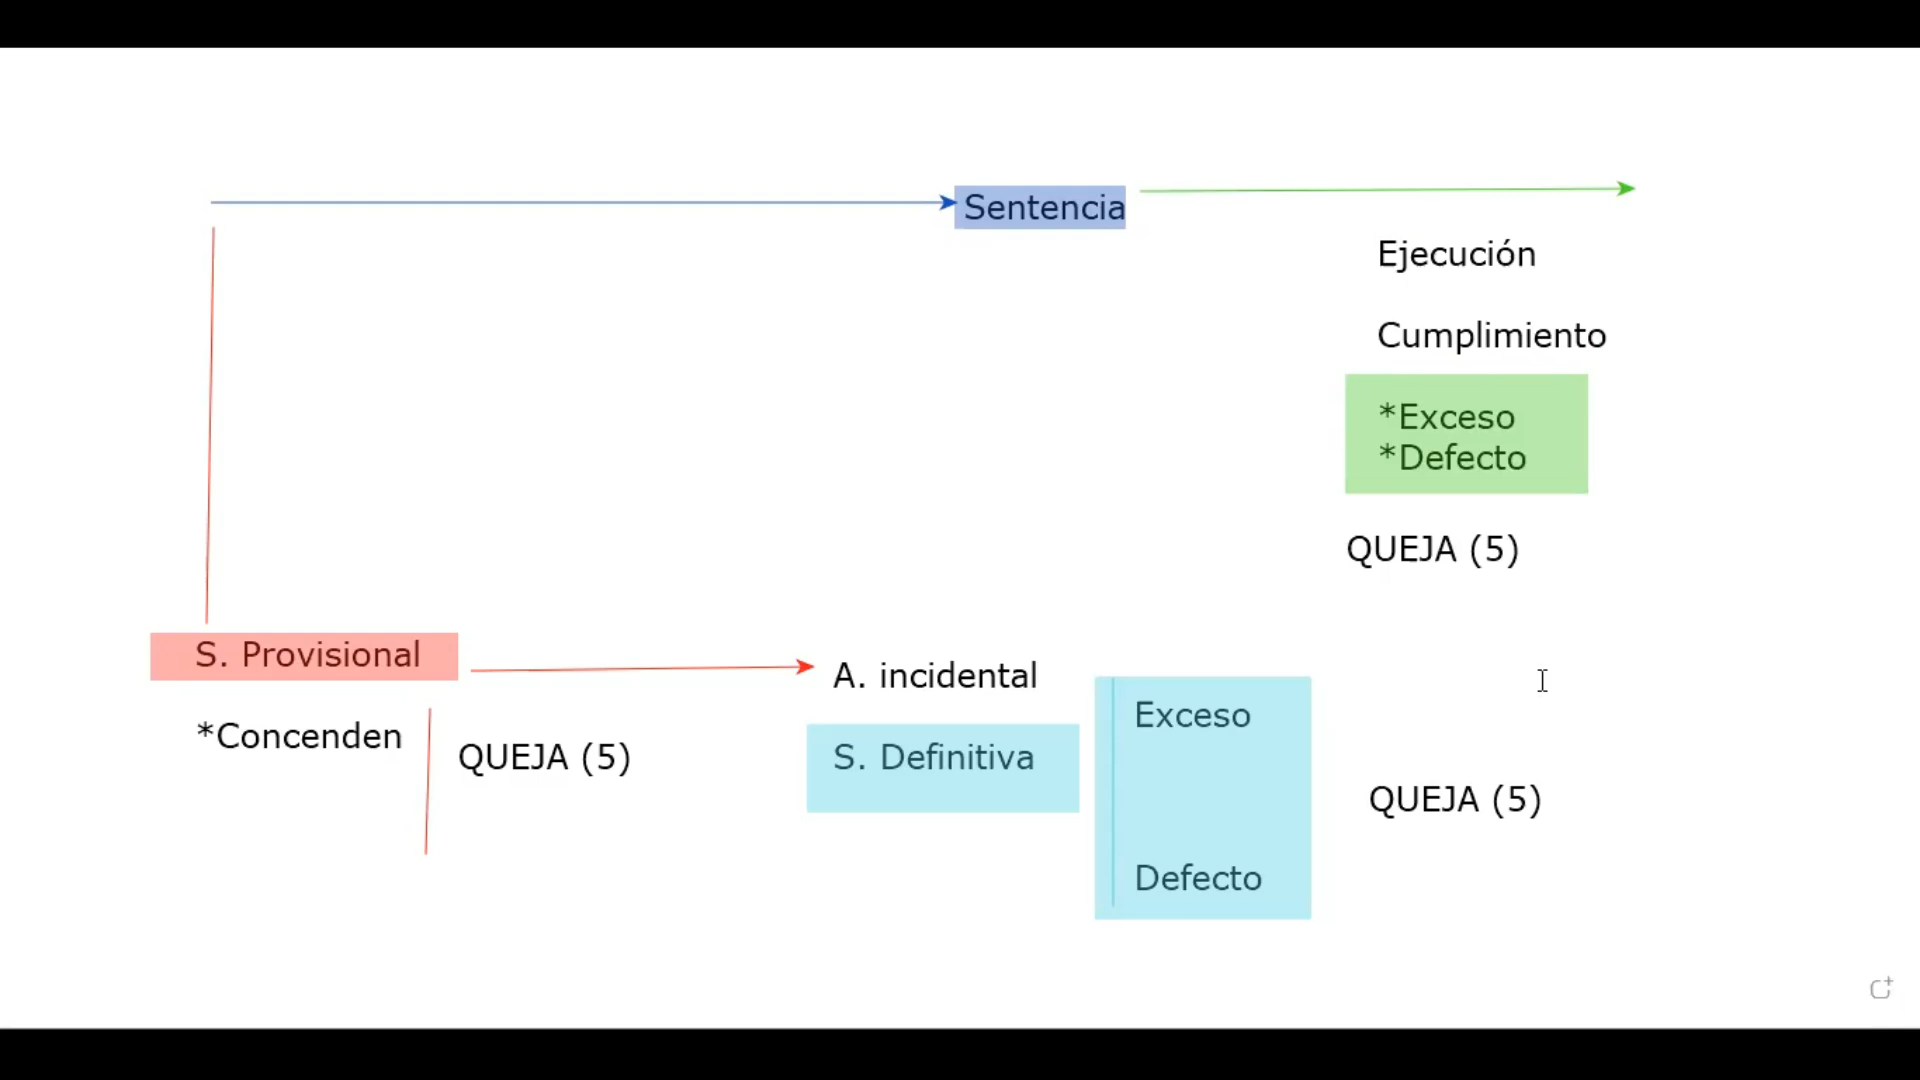 Sentencia
Ejecución
Cumplimiento
*Exceso
*Defecto
QUEJA (5)
S. Provisional
*Concenden
QUEJA (5)
A. incidental
S. Definitiva
Exceso
Defecto
QUEJA (5)